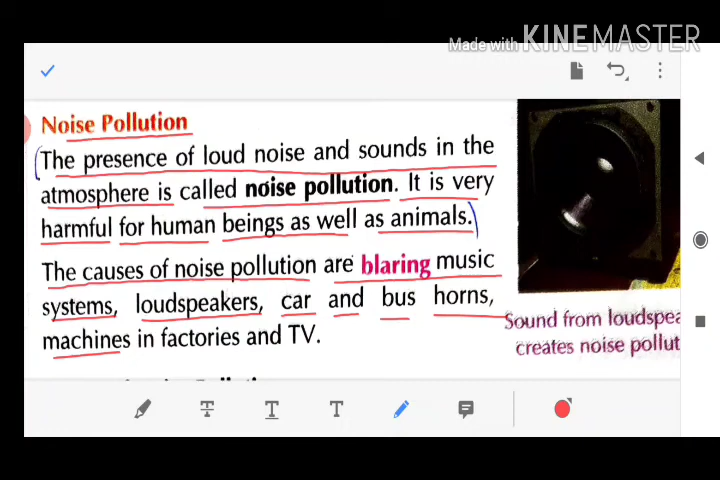 Made with KINEMASTER
Noise Pollution
The presence of loud noise and sounds in the
atmosphere is called noise pollution. It is very
harmful for human beings as well as animals.
The causes of noise pollution are blaring music
systems, loudspeakers, car and bus horns,
machines in factories and TV.
Sound from loudspea
creates noise pollut